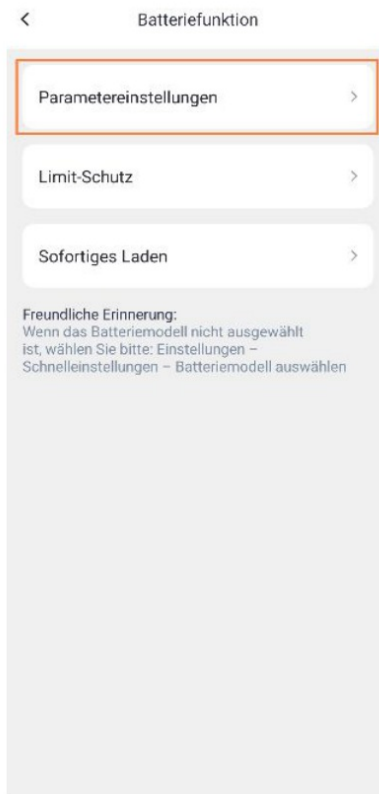 Batteriefunktion
Parametereinstellungen
Limit-Schutz
Sofortiges Laden
Freundliche Erinnerung:
Wenn das Batteriemodell nicht ausgewählt
ist, wählen Sie bitte: Einstellungen –
Schnelleinstellungen – Batteriemodell auswählen